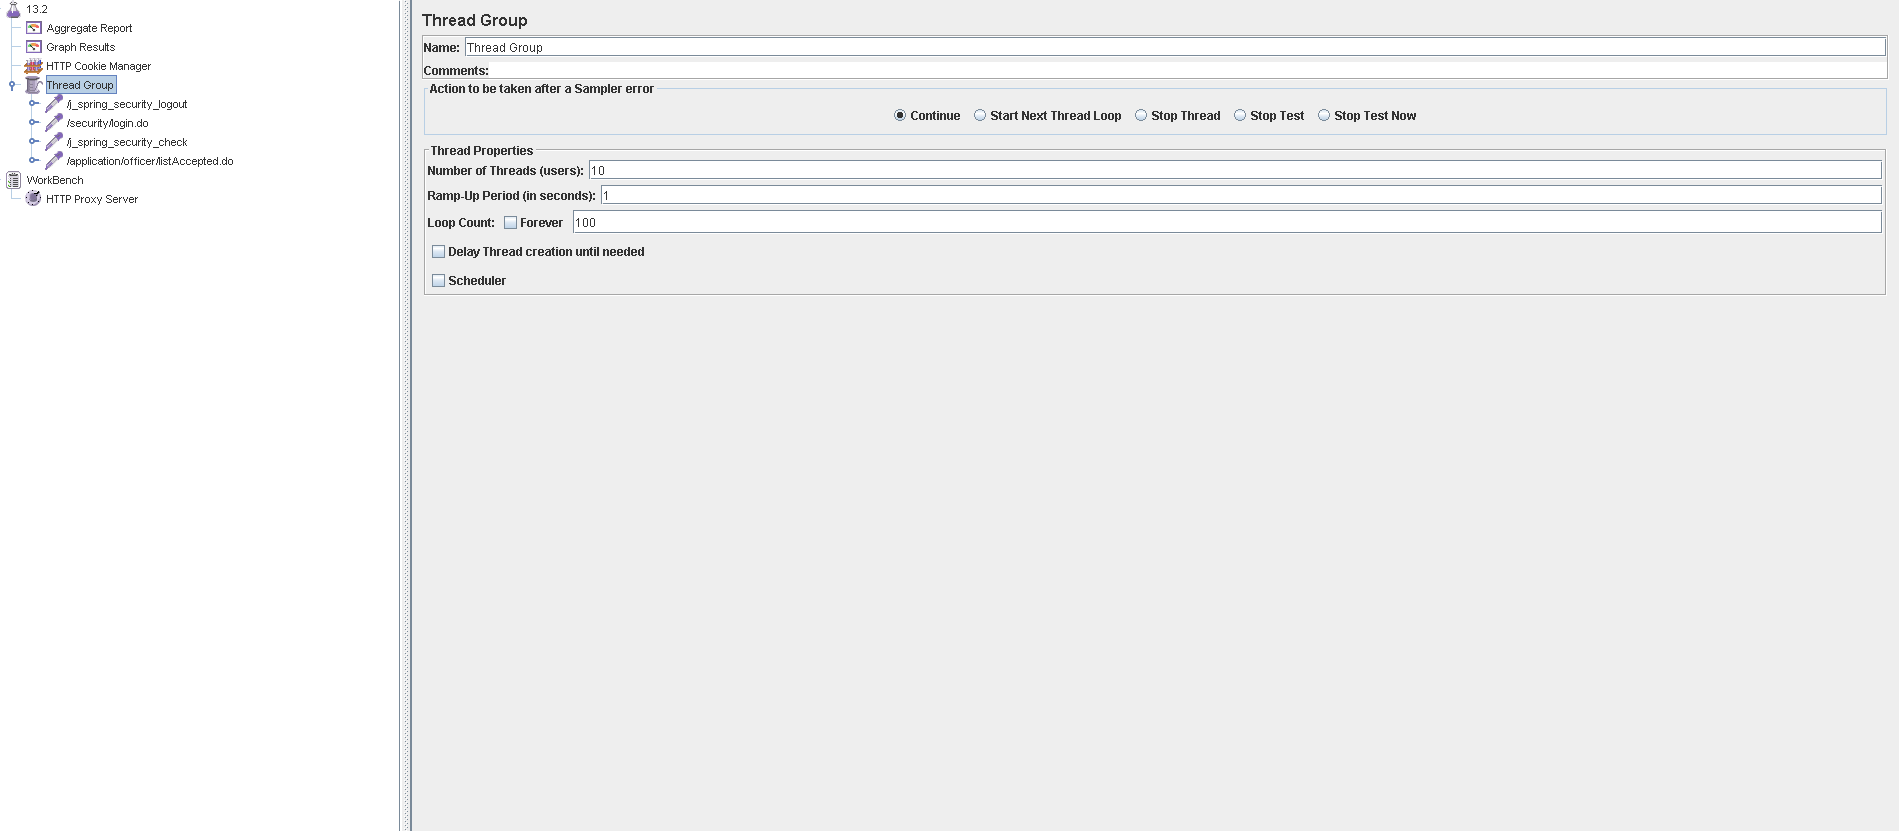 13.2
Aggregate Report
Graph Results
HTTP Cookie Manager
Thread Group
/j_spring_security_logout
/security/login.do
/j_spring_security_check
/application/officer/listAccepted.do
WorkBench
HTTP Proxy Server
Thread Group
Name: Thread Group
Comments:
Action to be taken after a Sampler error
Continue Start Next Thread Loop Stop Thread Stop Test Stop Test Now
Thread Properties
Number of Threads (users): 10
Ramp-Up Period (in seconds): 1
Loop Count: Forever 100
Delay Thread creation until needed
Scheduler